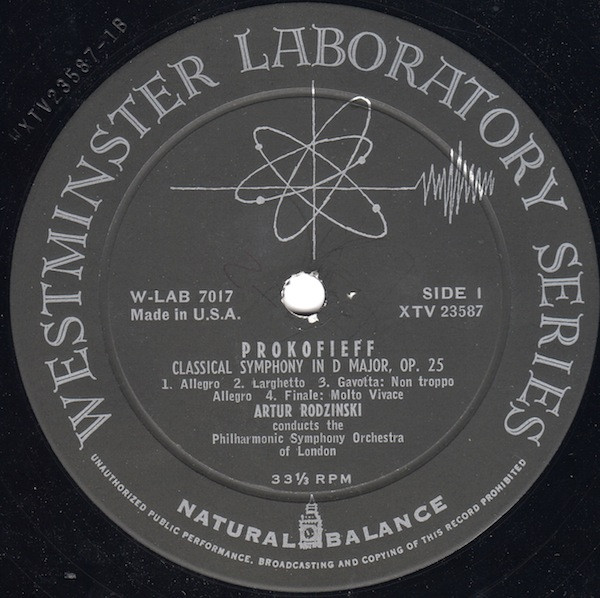 WXTV23587-1B
WESTMINSTER LABORATORY SERIES
W-LAB 7017
Made in U.S.A.
SIDE 1
XTV 23587
PROKOFIEFF
CLASSICAL SYMPHONY IN D MAJOR, OP. 25
1. Allegro 2. Larghetto 3. Gavotta: Non troppo
Allegro 4. Finale: Molto Vivace
ARTUR RODZINSKI
conducts the
Philharmonic Symphony Orchestra
of London
33⅓ RPM
NATURAL BALANCE
UNAUTHORIZED PUBLIC PERFORMANCE, BROADCASTING AND COPYING OF THIS RECORD PROHIBITED